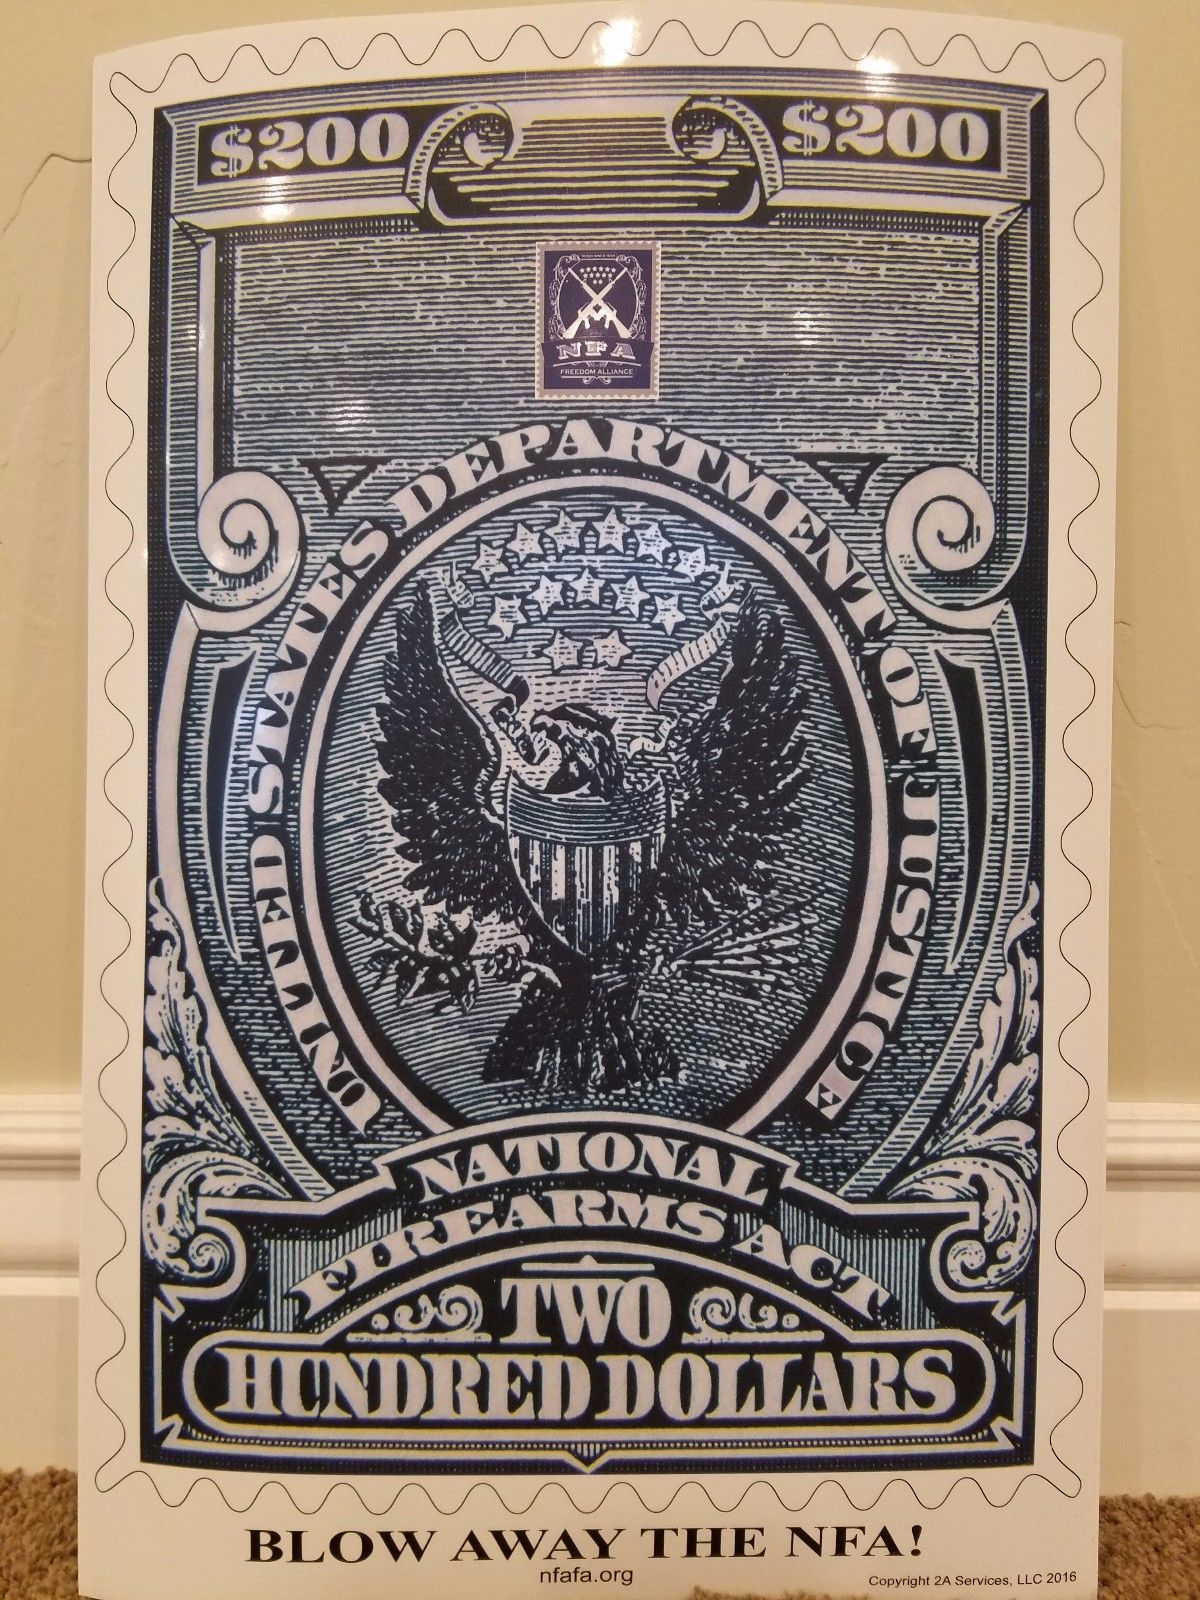 $200 $200
NFA
FREEDOM ALLIANCE
UNITED STATES DEPARTMENT OF JUSTICE
NATIONAL
FIREARMS ACT
TWO
HUNDRED DOLLARS
BLOW AWAY THE NFA!
nfafa.org
Copyright 2A Services, LLC 2016